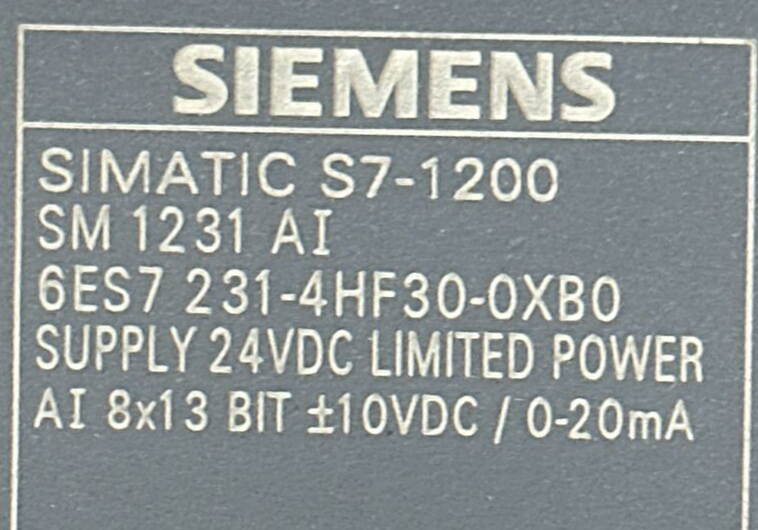 SIEMENS
SIMATIC S7-1200
SM 1231 AI
6ES7 231-4HF30-0XB0
SUPPLY 24VDC LIMITED POWER
AI 8x13 BIT ±10VDC / 0-20mA